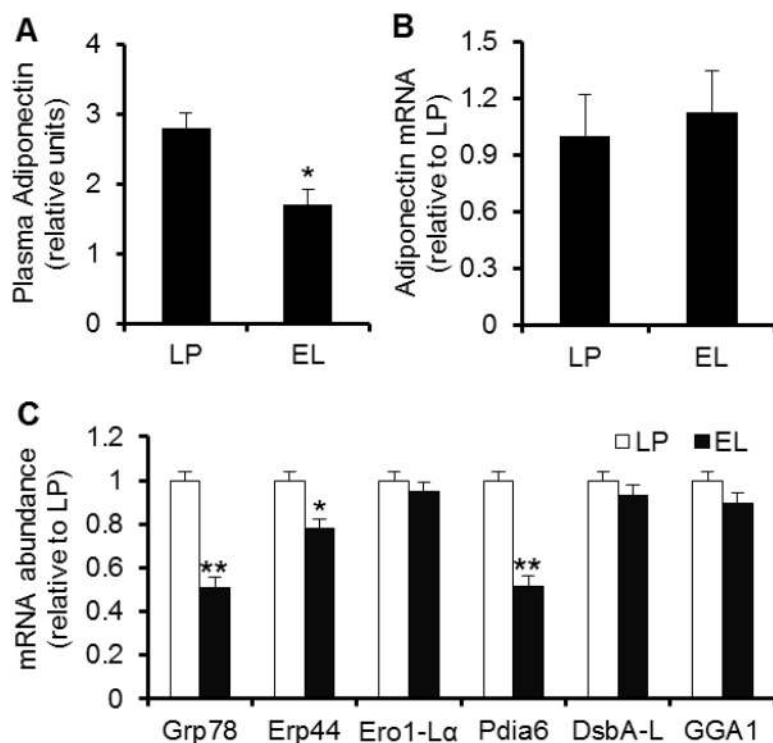 A
Plasma Adiponectin
(relative units)
4
3
2
1
0
*
LP EL
B
Adiponectin mRNA
(relative to LP)
1.5
1.2
0.9
0.6
0.3
0
LP EL
C
mRNA abundance
(relative to LP)
1.2
1
0.8
0.6
0.4
0.2
0
LP EL
** * **
Grp78 Erp44 Ero1-Lα Pdia6 DsbA-L GGA1